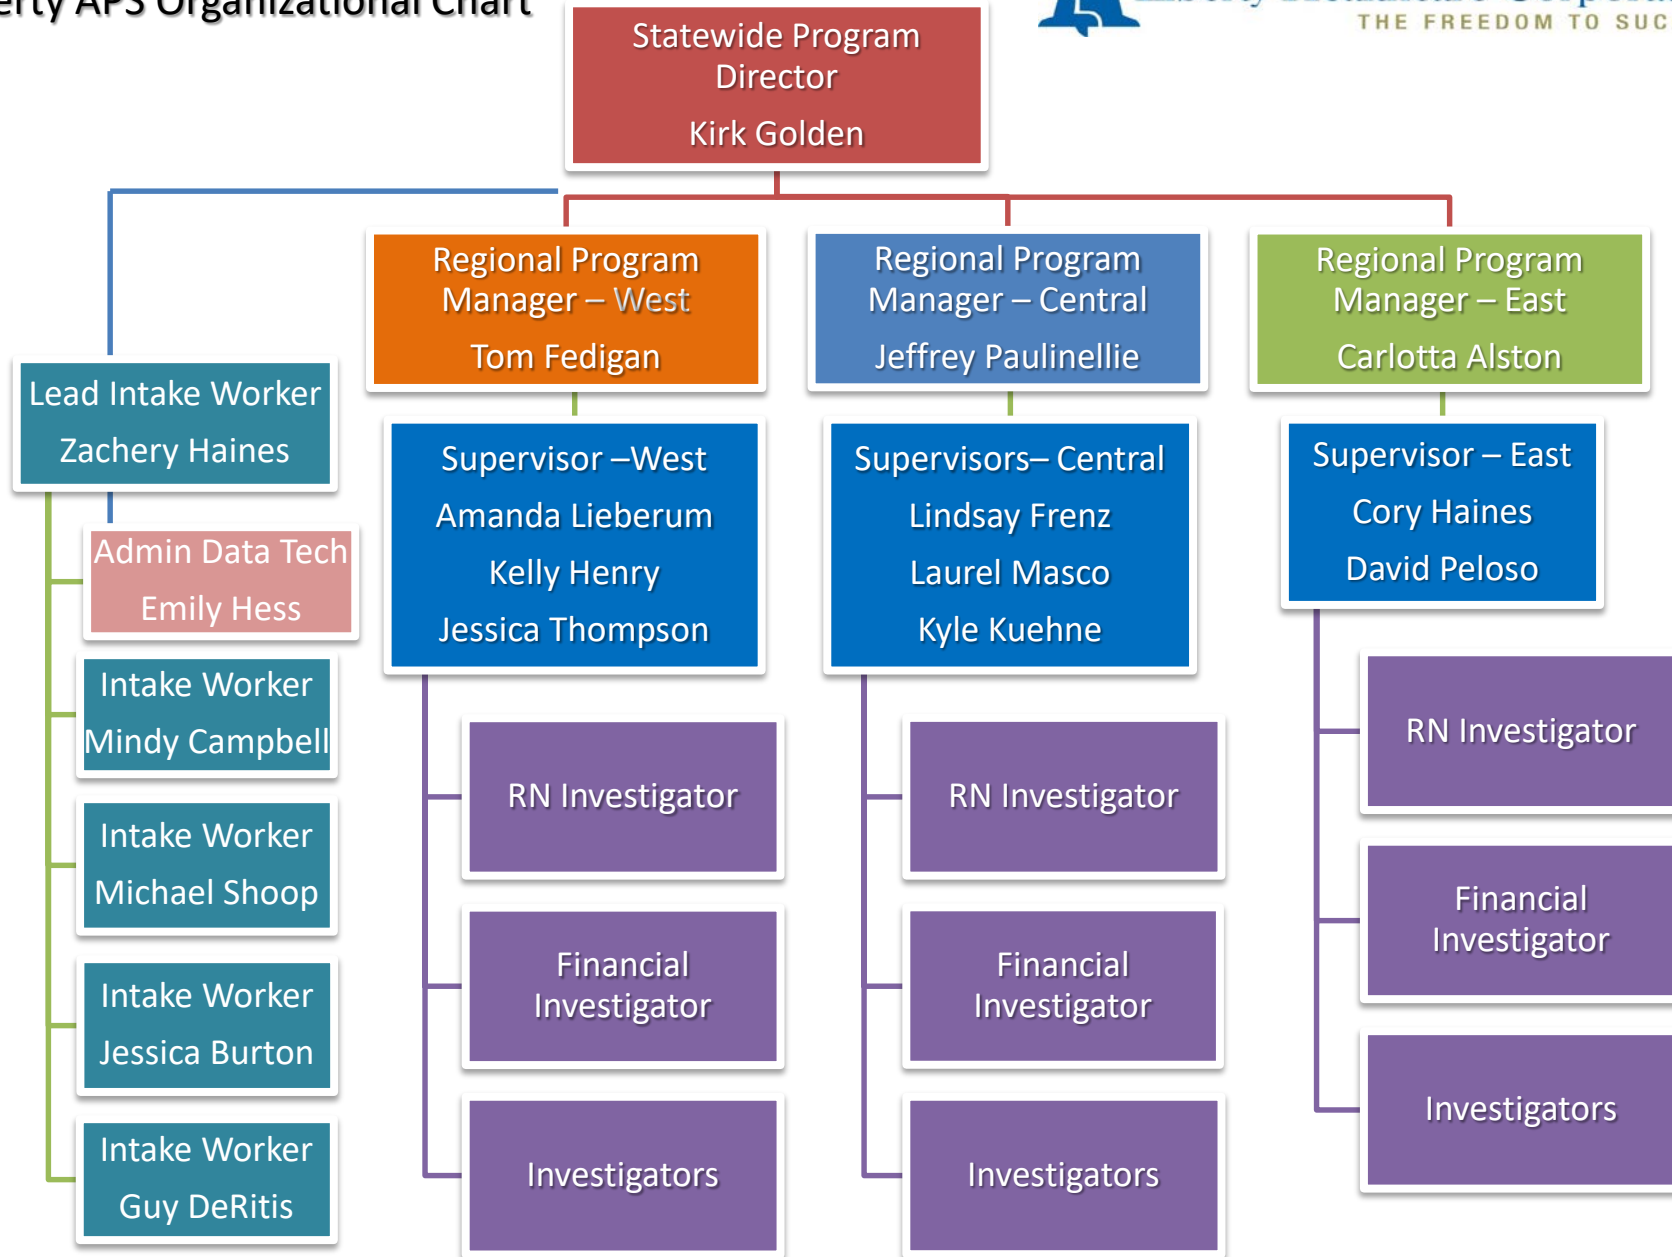 APS Organizational Chart
THE FREEDOM TO
Statewide Program
Director
Kirk Golden
Regional Program
Manager – West
Tom Fedigan
Regional Program
Manager – Central
Jeffrey Paulinellie
Regional Program
Manager – East
Carlotta Alston
Lead Intake Worker
Zachery Haines
Admin Data Tech
Emily Hess
Intake Worker
Mindy Campbell
Intake Worker
Michael Shoop
Intake Worker
Jessica Burton
Intake Worker
Guy DeRitis
Supervisor –West
Amanda Lieberum
Kelly Henry
Jessica Thompson
RN Investigator
Financial
Investigator
Investigators
Supervisors– Central
Lindsay Frenz
Laurel Masco
Kyle Kuehne
RN Investigator
Financial
Investigator
Investigators
Supervisor – East
Cory Haines
David Peloso
RN Investigator
Financial
Investigator
Investigators